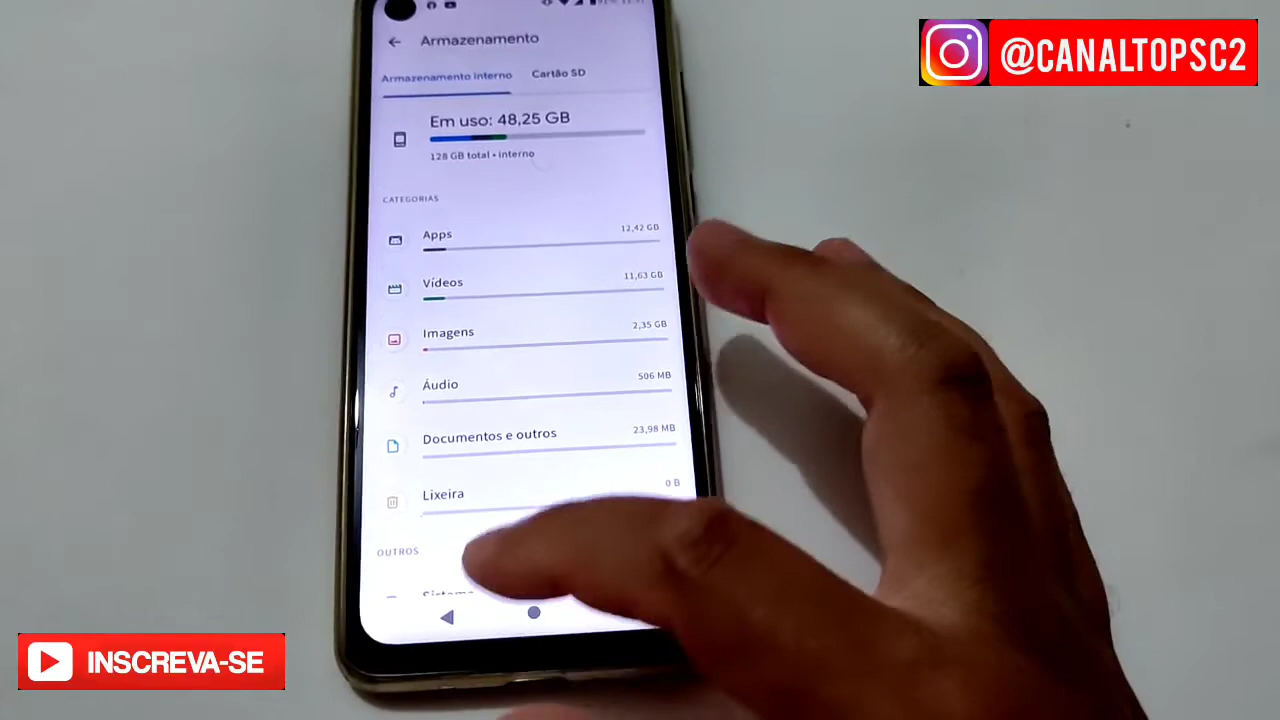 Armazenamento
Armazenamento interno
Cartão SD
Em uso: 48,25 GB
128 GB total • interno
CATEGORIAS
Apps
12,42 GB
Vídeos
11,63 GB
Imagens
2,35 GB
Áudio
506 MB
Documentos e outros
23,98 MB
Lixeira
0 B
OUTROS
@CANALTOPSC2
INSCREVA-SE